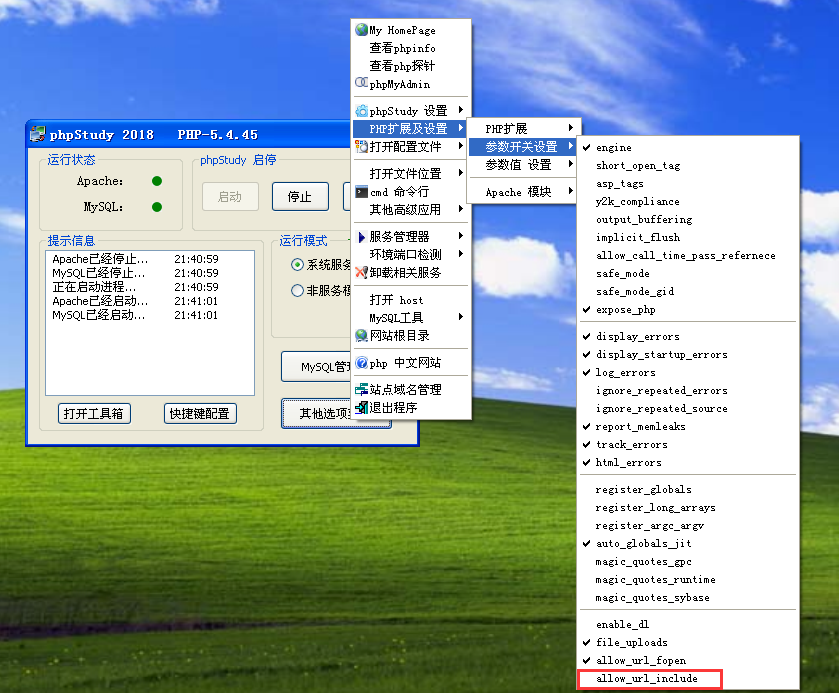 phpStudy 2018 PHP-5.4.45
运行状态
Apache:
MySQL:
phpStudy 启停
启动
停止
提示信息
Apache已经停止... 21:40:59
MySQL已经停止... 21:40:59
正在启动进程... 21:40:59
Apache已经启动... 21:41:01
MySQL已经启动... 21:41:01
运行模式
系统服务
非服务模
MySQL管理
打开工具箱
快捷键配置
其他选项
My HomePage
查看phpinfo
查看php探针
phpMyAdmin
phpStudy 设置
PHP扩展及设置
打开配置文件
打开文件位置
cmd 命令行
其他高级应用
服务管理器
环境端口检测
卸载相关服务
打开 host
MySQL工具
网站根目录
php 中文网站
站点域名管理
退出程序
PHP扩展
参数开关设置
参数值 设置
Apache 模块
engine
short_open_tag
asp_tags
y2k_compliance
output_buffering
implicit_flush
allow_call_time_pass_refernece
safe_mode
safe_mode_gid
expose_php
display_errors
display_startup_errors
log_errors
ignore_repeated_errors
ignore_repeated_source
report_memleaks
track_errors
html_errors
register_globals
register_long_arrays
register_argc_argv
auto_globals_jit
magic_quotes_gpc
magic_quotes_runtime
magic_quotes_sybase
enable_dl
file_uploads
allow_url_fopen
allow_url_include